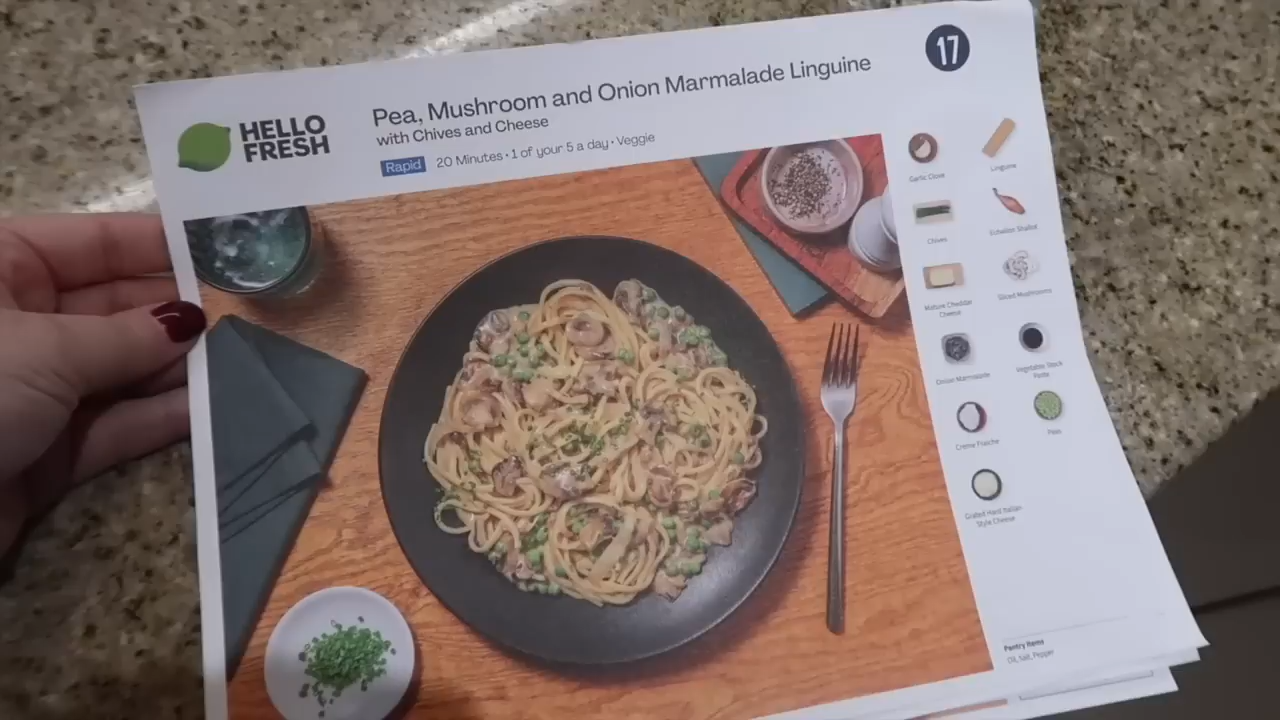 17
HELLO
FRESH
Pea, Mushroom and Onion Marmalade Linguine
with Chives and Cheese
Rapid 20 Minutes • 1 of your 5 a day • Veggie
Garlic Clove
Linguine
Chives
Echalion Shallot
Mature Cheddar
Cheese
Sliced Mushrooms
Onion Marmalade
Vegetable Stock
Paste
Creme Fraiche
Peas
Grated Hard Italian
Style Cheese
Pantry Items
Oil, Salt, Pepper